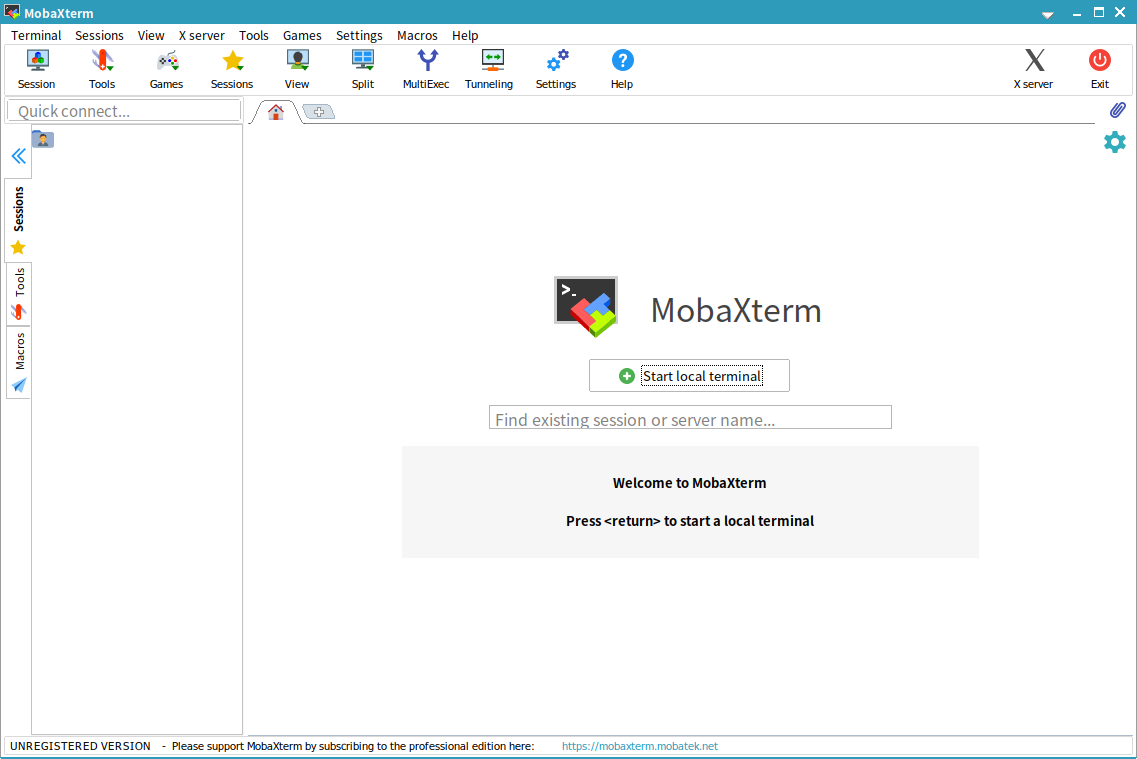 MobaXterm
Terminal Sessions View X server Tools Games Settings Macros Help
Session Tools Games Sessions View Split MultiExec Tunneling Settings Help X server Exit
Quick connect...
Sessions
Tools
Macros
>_
MobaXterm
Start local terminal
Find existing session or server name...
Welcome to MobaXterm
Press <return> to start a local terminal
UNREGISTERED VERSION - Please support MobaXterm by subscribing to the professional edition here: https://mobaxterm.mobatek.net